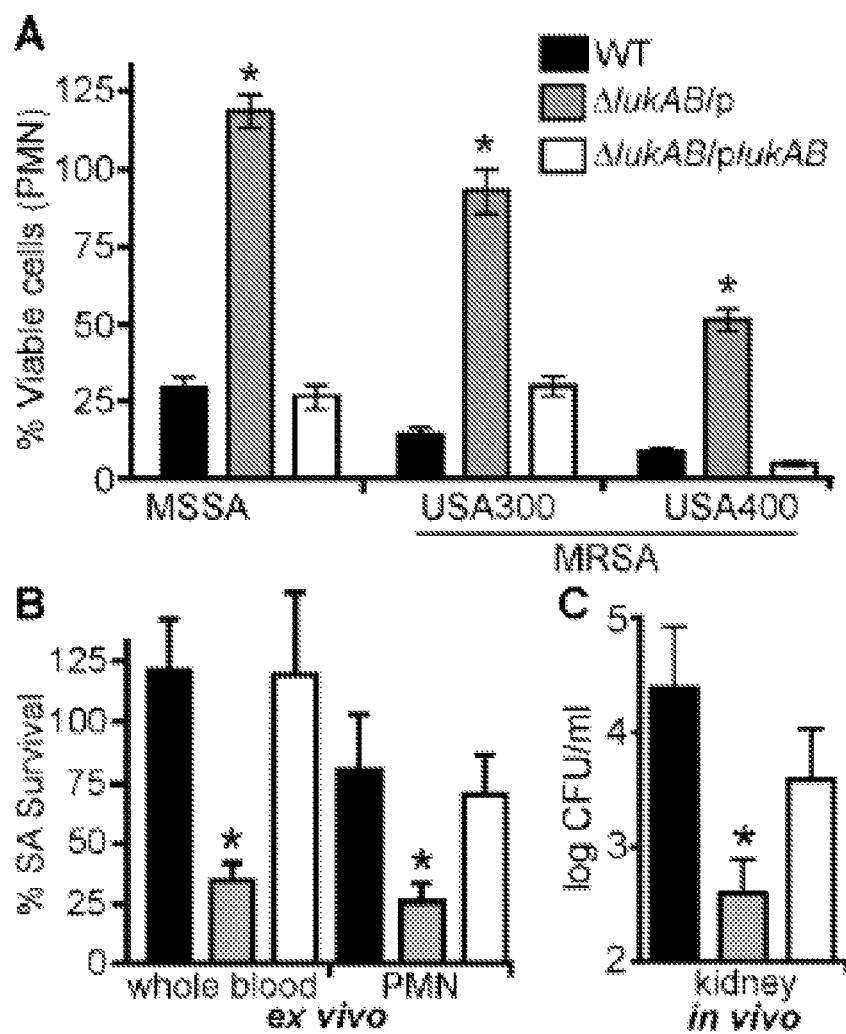 A
WT
ΔlukAB/p
ΔlukAB/plukAB
% Viable cells (PMN)
125
100
75
50
25
0
*
*
*
MSSA
USA300
USA400
MRSA
B
% SA Survival
125
100
75
50
25
0
*
*
whole blood
PMN
ex vivo
C
log CFU/ml
5
4
3
2
*
kidney
in vivo